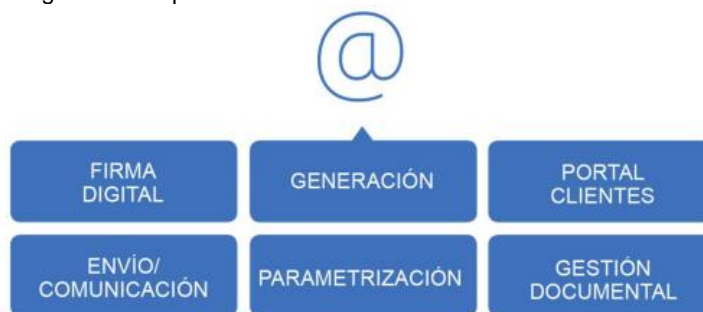 @
FIRMA
DIGITAL
GENERACIÓN
PORTAL
CLIENTES
ENVÍO/
COMUNICACIÓN
PARAMETRIZACIÓN
GESTIÓN
DOCUMENTAL